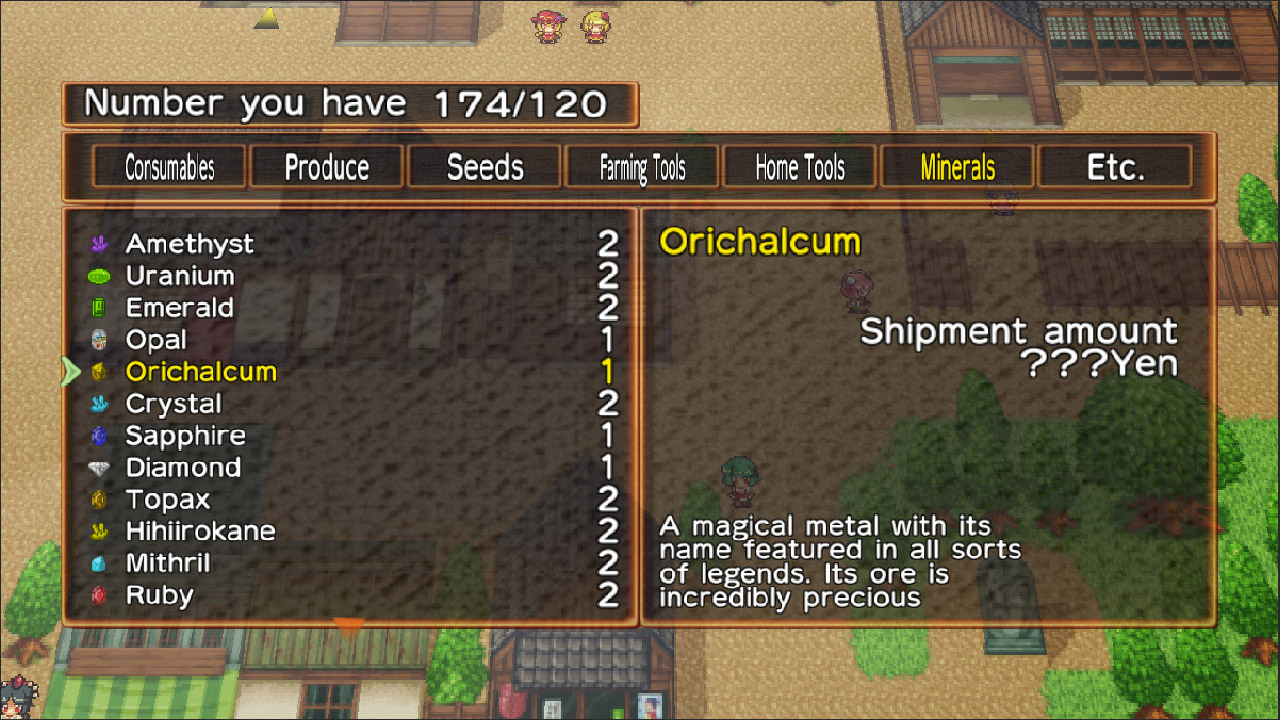 Number you have 174/120
Consumables Produce Seeds Farming Tools Home Tools Minerals Etc.
Amethyst 2
Uranium 2
Emerald 2
Opal 1
Orichalcum 1
Crystal 2
Sapphire 1
Diamond 1
Topax 2
Hihiirokane 2
Mithril 2
Ruby 2
Orichalcum
Shipment amount
???Yen
A magical metal with its
name featured in all sorts
of legends. Its ore is
incredibly precious